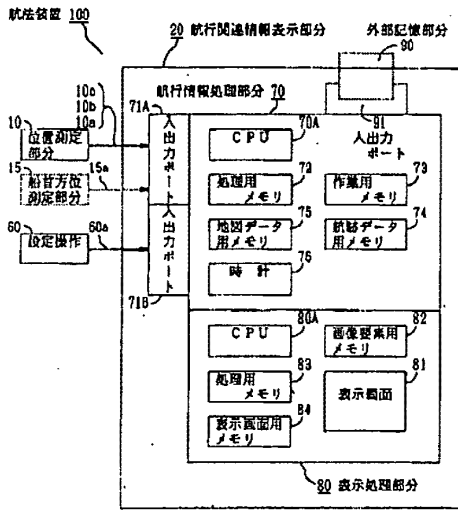 航法装置 100
20 航行関連情報表示部分
外部記憶部分
90
10c
10b
10a
71A
航行情報処理部分 70
91
10
位置測定
部分
15
15a
船首方位
測定部分
60
60a
設定操作
入出力ポート
入出力ポート
71B
70A
CPU
入出力
ポート
72
処理用
メモリ
73
作業用
メモリ
75
地図データ
用メモリ
74
航跡データ
用メモリ
76
時計
80A
CPU
82
画像要素用
メモリ
83
処理用
メモリ
81
表示画面
84
表示画面用
メモリ
80 表示処理部分